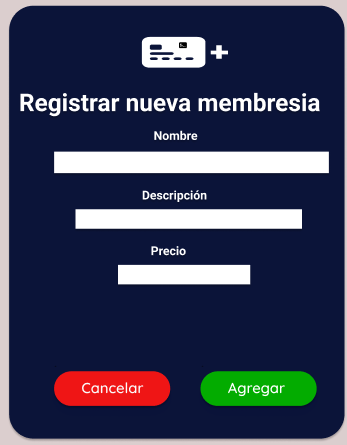 Registrar nueva membresia
Nombre
Descripción
Precio
Cancelar
Agregar